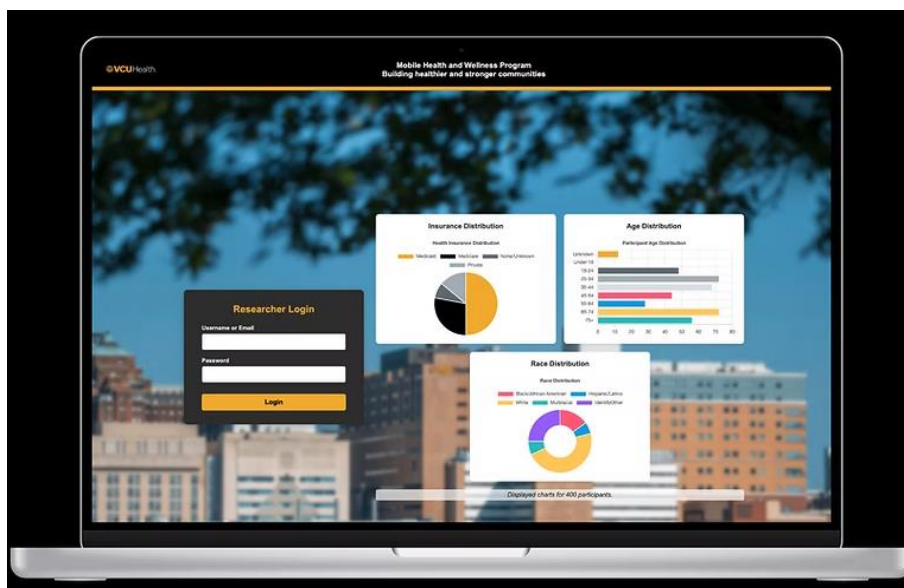 VCUHealth.
Mobile Health and Wellness Program
Building healthier and stronger communities
Researcher Login
Username or Email
Password
Login
Insurance Distribution
Health Insurance Distribution
Medicaid Medicare None/Unknown
Private
Age Distribution
Participant Age Distribution
Unknown
Under 18
18-24
25-34
35-44
45-54
55-64
65-74
75+
0 10 20 30 40 50 60 70 80
Race Distribution
Race Distribution
Black/African American Hispanic/Latinx
White Multiracial Identify/Other
Displayed charts for 400 participants.